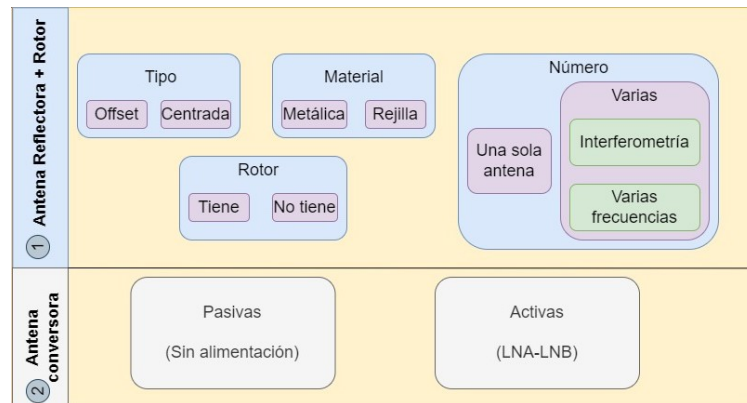 1 Antena Reflectora + Rotor
Tipo
Offset
Centrada
Material
Metálica
Rejilla
Rotor
Tiene
No tiene
Número
Una sola
antena
Varias
Interferometría
Varias
frecuencias
2 Antena
conversora
Pasivas
(Sin alimentación)
Activas
(LNA-LNB)